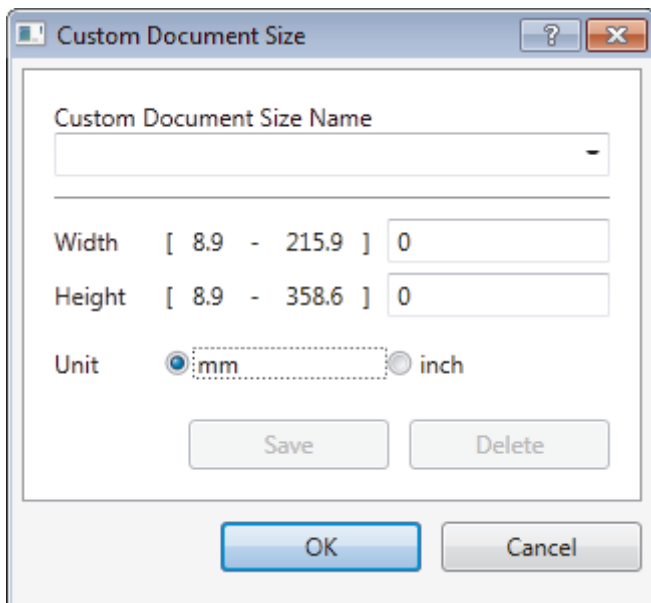 Custom Document Size ?
Custom Document Size Name
Width [ 8.9 - 215.9 ] 0
Height [ 8.9 - 358.6 ] 0
Unit mm inch
Save Delete
OK Cancel